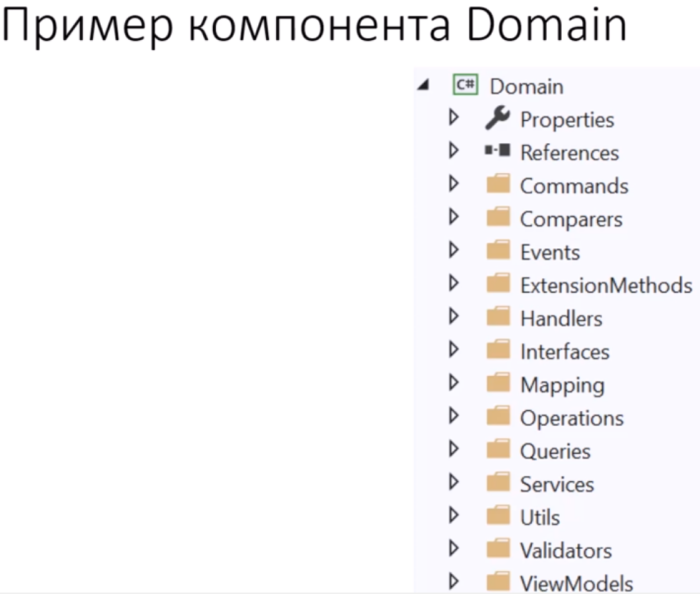 Пример компонента Domain
C# Domain
Properties
References
Commands
Comparers
Events
ExtensionMethods
Handlers
Interfaces
Mapping
Operations
Queries
Services
Utils
Validators
ViewModels